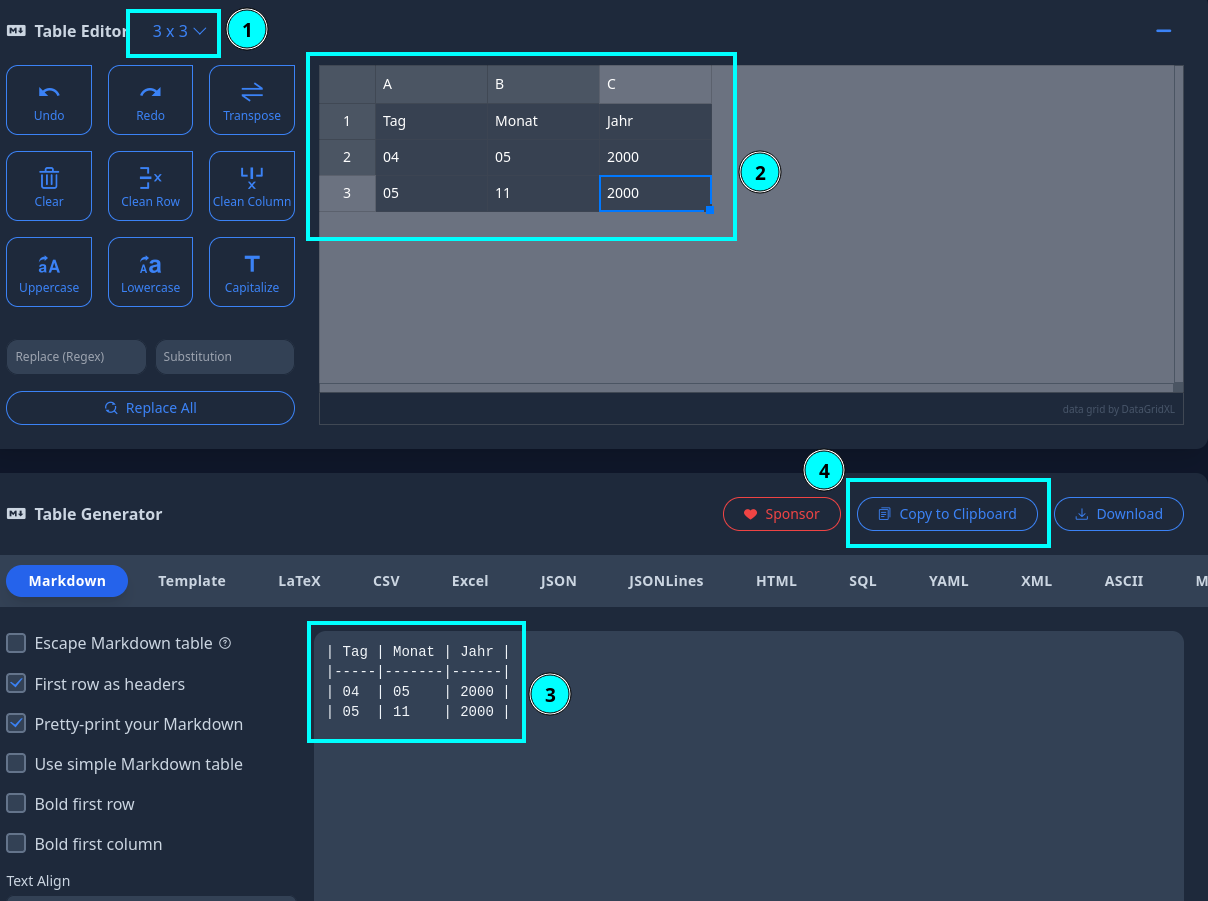 Table Editor 3 x 3 1
Undo Redo Transpose
Clear Clean Row Clean Column
Uppercase Lowercase Capitalize
Replace (Regex) Substitution
Replace All
A B C
1 Tag Monat Jahr
2 04 05 2000
3 05 11 2000
2
data grid by DataGridXL
4
Table Generator Sponsor Copy to Clipboard Download
Markdown Template LaTeX CSV Excel JSON JSONLines HTML SQL YAML XML ASCII M
Escape Markdown table ?
First row as headers
Pretty-print your Markdown
Use simple Markdown table
Bold first row
Bold first column
Text Align
| Tag | Monat | Jahr |
|-----|-------|------|
| 04  | 05    | 2000 |
| 05  | 11    | 2000 |
3